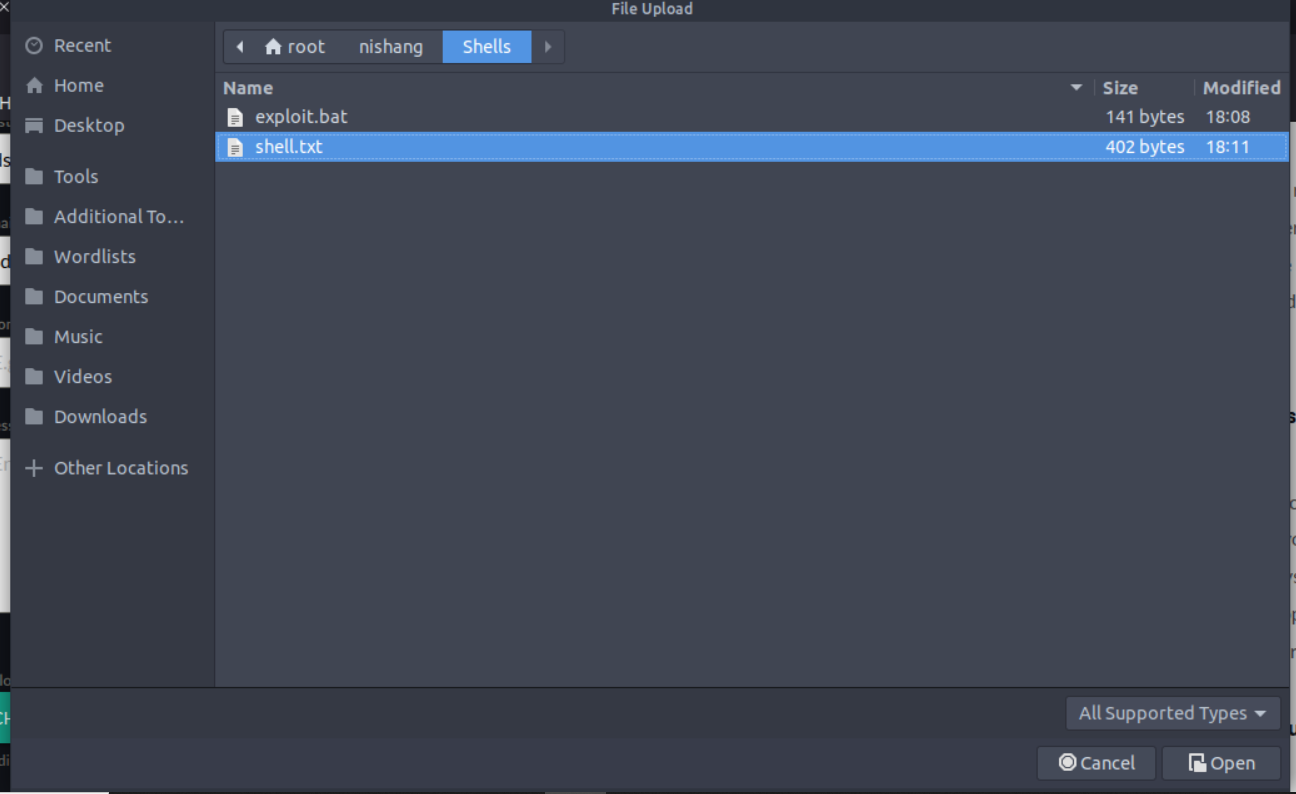 File Upload
Recent
Home
Desktop
Tools
Additional To...
Wordlists
Documents
Music
Videos
Downloads
Other Locations
root nishang Shells
Name Size Modified
exploit.bat 141 bytes 18:08
shell.txt 402 bytes 18:11
All Supported Types
Cancel Open